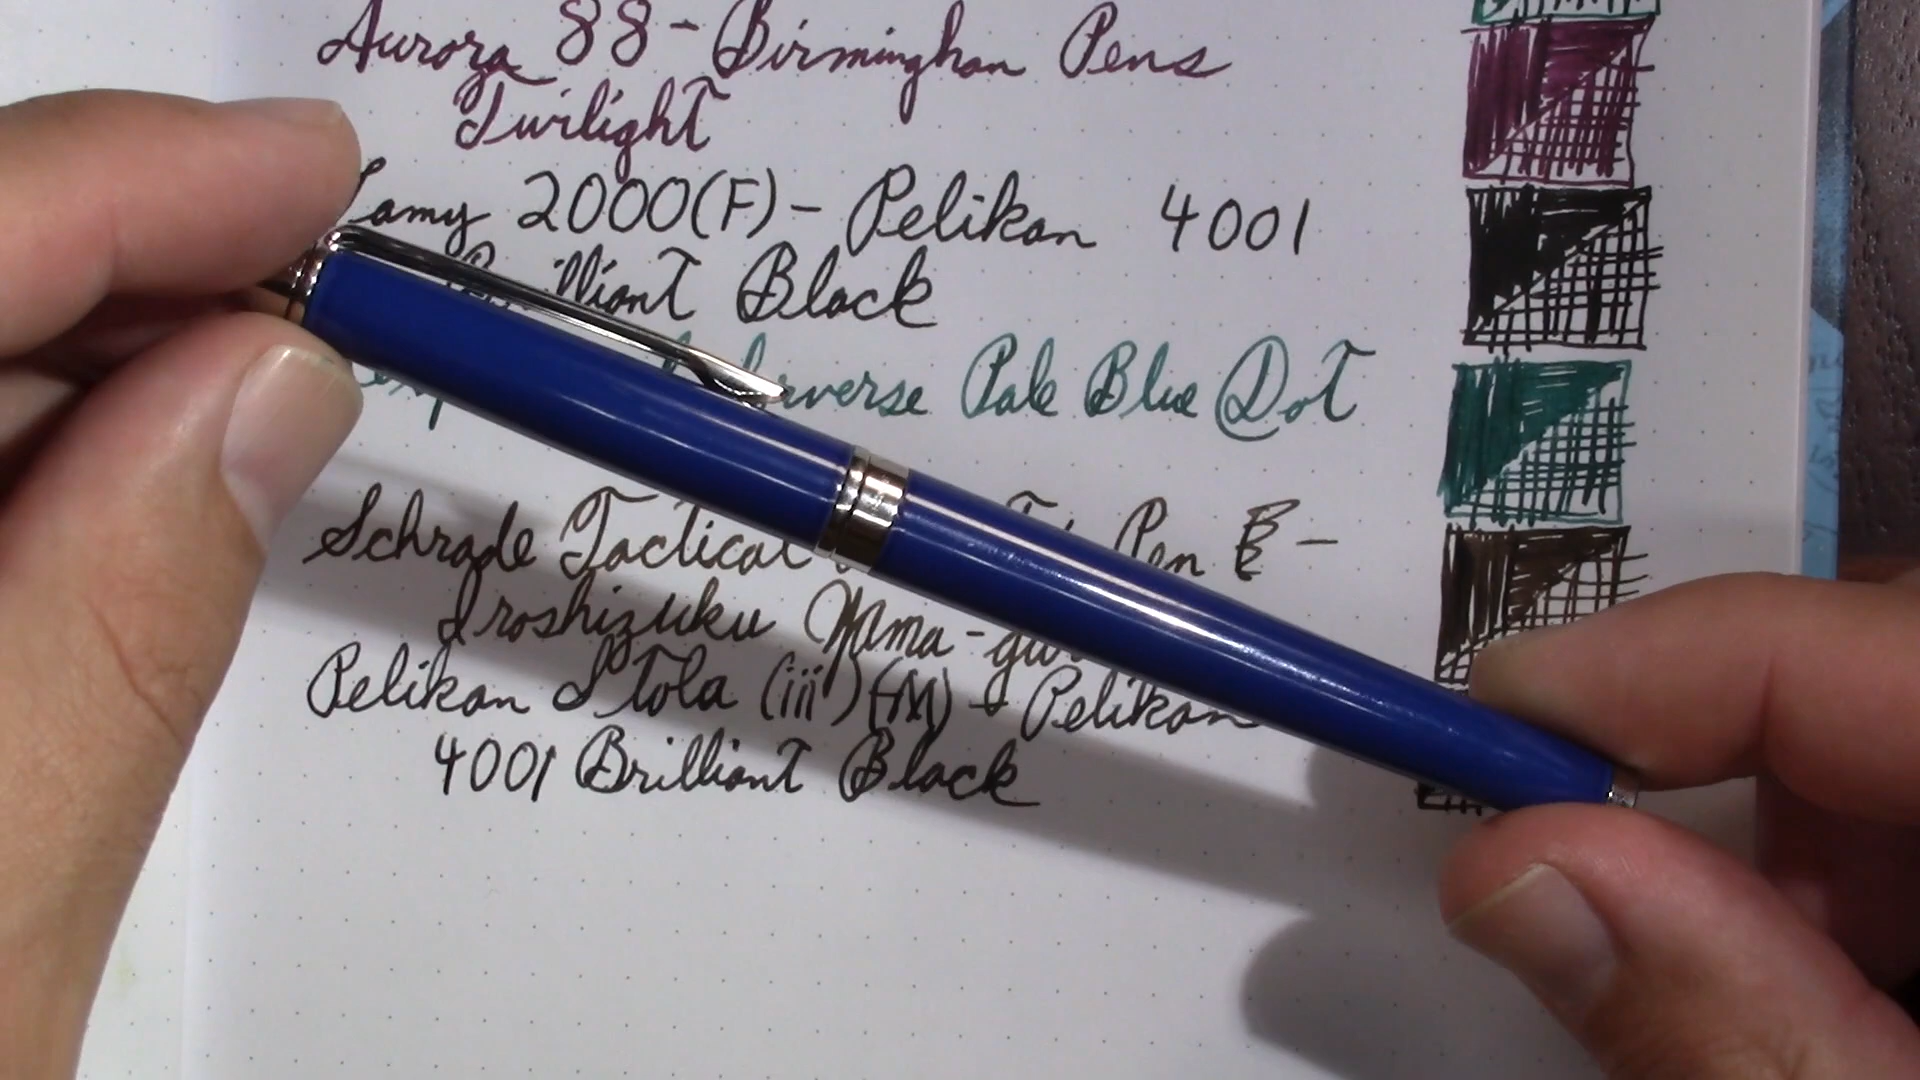 Aurora 88 - Birmingham Pens
Twilight
Lamy 2000(F) - Pelikan 4001
Brilliant Black
Pale Blue Dot
Schrade Tactical Pen
Iroshizuku Yama-
Pelikan Stola (iii) (M) - Pelikan
4001 Brilliant Black